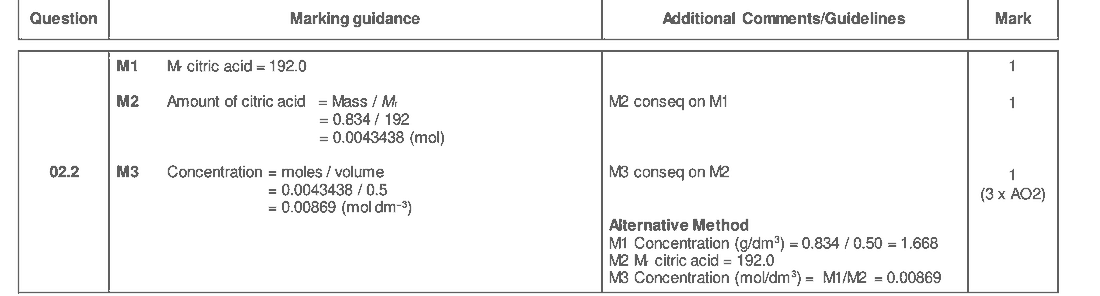 Question Marking guidance Additional Comments/Guidelines Mark
M1 Mr citric acid = 192.0 1
M2 Amount of citric acid = Mass / Mr M2 conseq on M1 1
= 0.834 / 192
= 0.0043438 (mol)
02.2 M3 Concentration = moles / volume M3 conseq on M2 1
= 0.0043438 / 0.5 (3 x AO2)
= 0.00869 (mol dm⁻³)
Alternative Method
M1 Concentration (g/dm³) = 0.834 / 0.50 = 1.668
M2 Mr citric acid = 192.0
M3 Concentration (mol/dm³) = M1/M2 = 0.00869